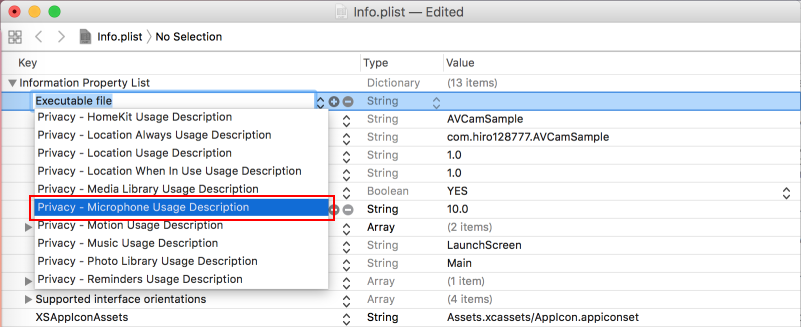 Info.plist — Edited
Info.plist No Selection
Key Type Value
Information Property List Dictionary (13 items)
Executable file String
Privacy - HomeKit Usage Description String AVCamSample
Privacy - Location Always Usage Description String com.hiro128777.AVCamSample
Privacy - Location Usage Description String 1.0
Privacy - Location When In Use Usage Description String 1.0
Privacy - Media Library Usage Description Boolean YES
Privacy - Microphone Usage Description String 10.0
Privacy - Motion Usage Description Array (2 items)
Privacy - Music Usage Description String LaunchScreen
Privacy - Photo Library Usage Description String Main
Privacy - Reminders Usage Description Array (1 item)
Supported interface orientations Array (4 items)
XSAppIconAssets String Assets.xcassets/AppIcon.appiconset